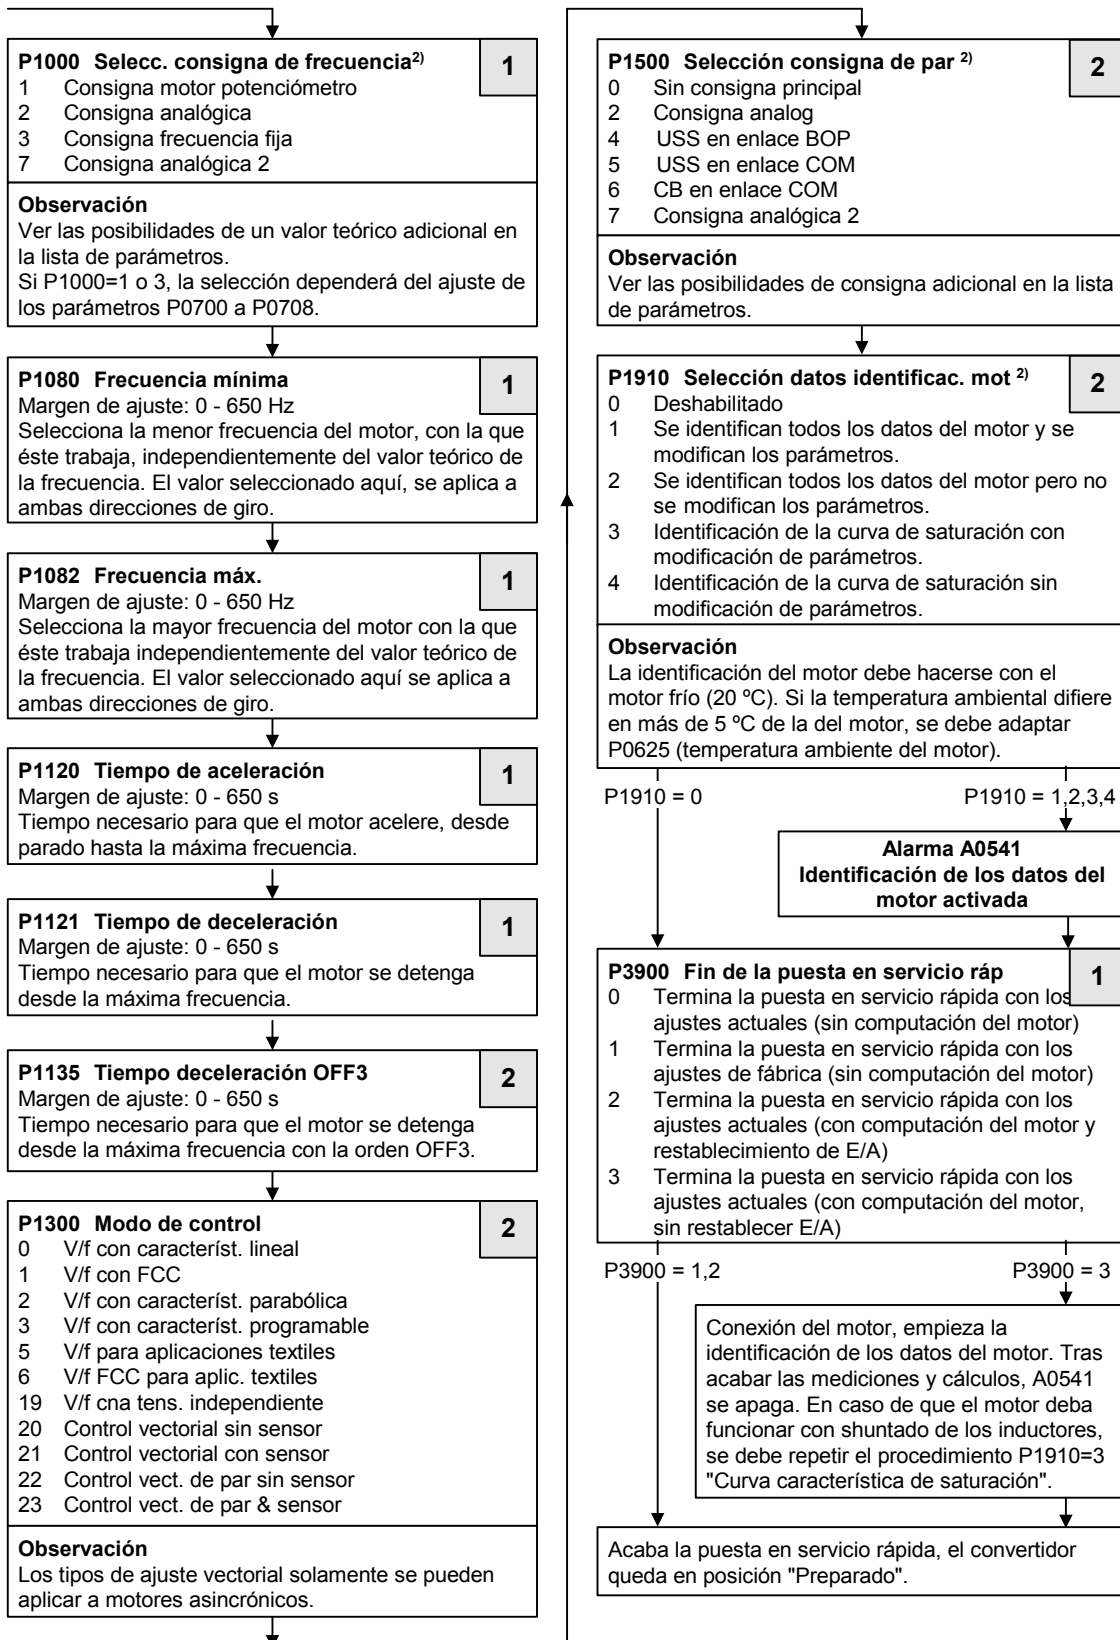 P1000 Selecc. consigna de frecuencia2)
1
1 Consigna motor potenciómetro
2 Consigna analógica
3 Consigna frecuencia fija
7 Consigna analógica 2
Observación
Ver las posibilidades de un valor teórico adicional en
la lista de parámetros.
Si P1000=1 o 3, la selección dependerá del ajuste de
los parámetros P0700 a P0708.
P1080 Frecuencia mínima
1
Margen de ajuste: 0 - 650 Hz
Selecciona la menor frecuencia del motor, con la que
éste trabaja, independientemente del valor teórico de
la frecuencia. El valor seleccionado aquí, se aplica a
ambas direcciones de giro.
P1082 Frecuencia máx.
1
Margen de ajuste: 0 - 650 Hz
Selecciona la mayor frecuencia del motor con la que
éste trabaja independientemente del valor teórico de
la frecuencia. El valor seleccionado aquí se aplica a
ambas direcciones de giro.
P1120 Tiempo de aceleración
1
Margen de ajuste: 0 - 650 s
Tiempo necesario para que el motor acelere, desde
parado hasta la máxima frecuencia.
P1121 Tiempo de deceleración
1
Margen de ajuste: 0 - 650 s
Tiempo necesario para que el motor se detenga
desde la máxima frecuencia.
P1135 Tiempo deceleración OFF3
2
Margen de ajuste: 0 - 650 s
Tiempo necesario para que el motor se detenga
desde la máxima frecuencia con la orden OFF3.
P1300 Modo de control
2
0 V/f con característ. lineal
1 V/f con FCC
2 V/f con característ. parabólica
3 V/f con característ. programable
5 V/f para aplicaciones textiles
6 V/f FCC para aplic. textiles
19 V/f cna tens. independiente
20 Control vectorial sin sensor
21 Control vectorial con sensor
22 Control vect. de par sin sensor
23 Control vect. de par & sensor
Observación
Los tipos de ajuste vectorial solamente se pueden
aplicar a motores asincrónicos.
P1500 Selección consigna de par 2)
2
0 Sin consigna principal
2 Consigna analog
4 USS en enlace BOP
5 USS en enlace COM
6 CB en enlace COM
7 Consigna analógica 2
Observación
Ver las posibilidades de consigna adicional en la lista
de parámetros.
P1910 Selección datos identificac. mot 2)
2
0 Deshabilitado
1 Se identifican todos los datos del motor y se
modifican los parámetros.
2 Se identifican todos los datos del motor pero no
se modifican los parámetros.
3 Identificación de la curva de saturación con
modificación de parámetros.
4 Identificación de la curva de saturación sin
modificación de parámetros.
Observación
La identificación del motor debe hacerse con el
motor frío (20 ºC). Si la temperatura ambiental difiere
en más de 5 ºC de la del motor, se debe adaptar
P0625 (temperatura ambiente del motor).
P1910 = 0
P1910 = 1,2,3,4
Alarma A0541
Identificación de los datos del
motor activada
P3900 Fin de la puesta en servicio ráp
1
0 Termina la puesta en servicio rápida con los
ajustes actuales (sin computación del motor)
1 Termina la puesta en servicio rápida con los
ajustes de fábrica (sin computación del motor)
2 Termina la puesta en servicio rápida con los
ajustes actuales (con computación del motor y
restablecimiento de E/A)
3 Termina la puesta en servicio rápida con los
ajustes actuales (con computación del motor,
sin restablecer E/A)
P3900 = 1,2
P3900 = 3
Conexión del motor, empieza la
identificación de los datos del motor. Tras
acabar las mediciones y cálculos, A0541
se apaga. En caso de que el motor deba
funcionar con shuntado de los inductores,
se debe repetir el procedimiento P1910=3
"Curva característica de saturación".
Acaba la puesta en servicio rápida, el convertidor
queda en posición "Preparado".